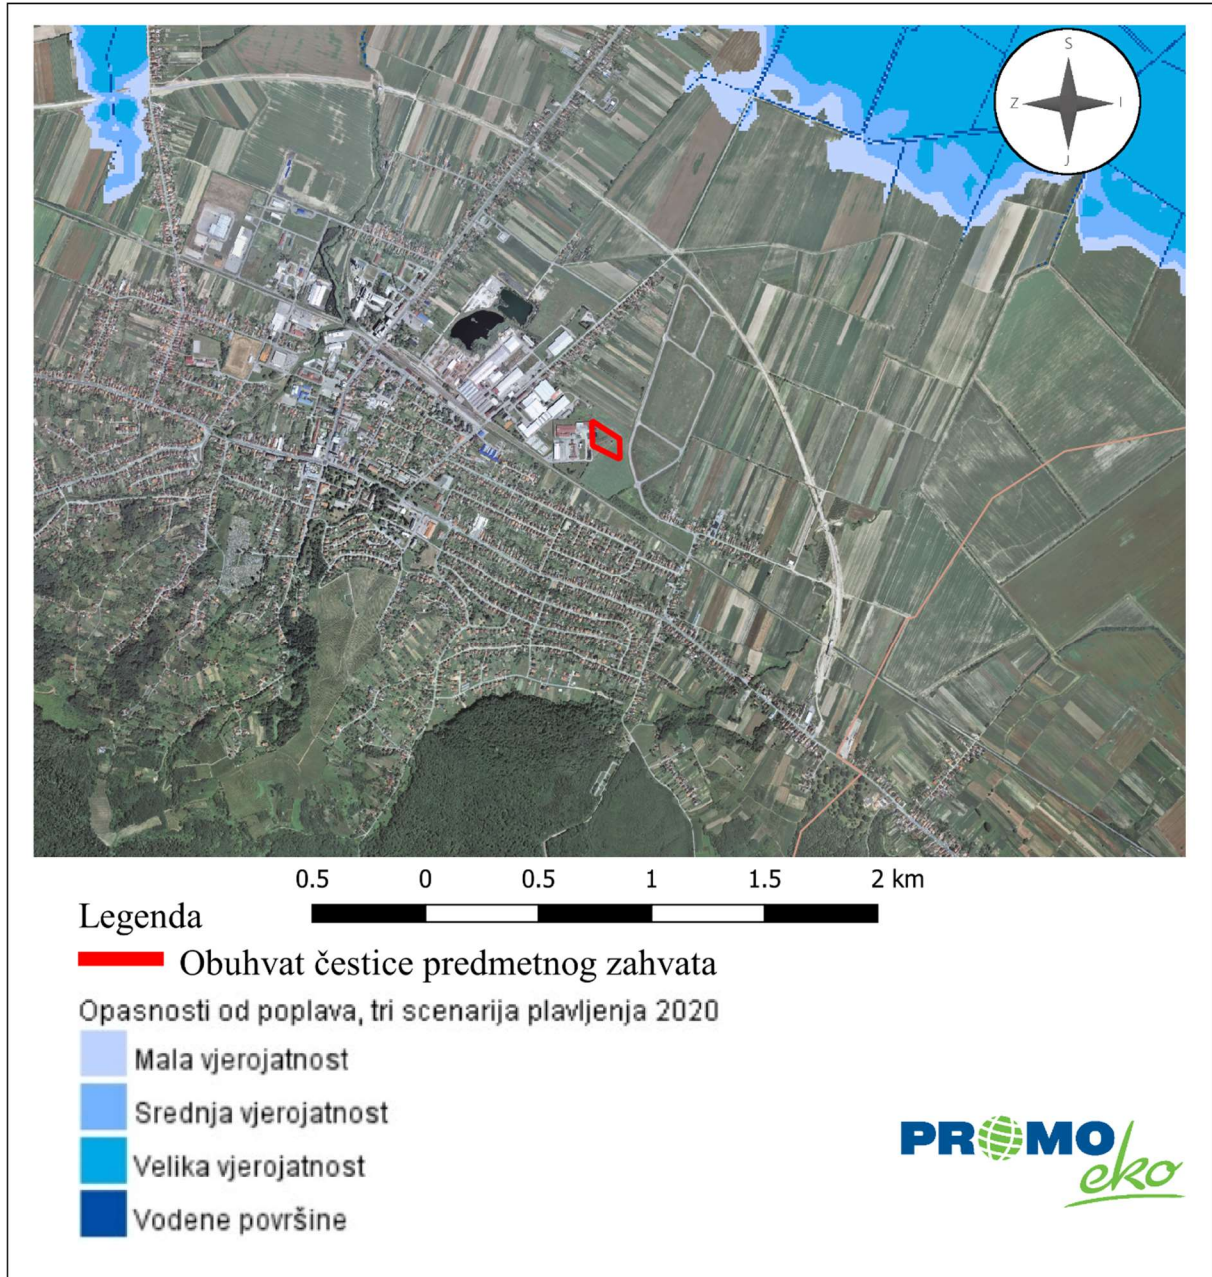 S
Z
I
J
0.5 0 0.5 1 1.5 2 km
Legenda
Obuhvat čestice predmetnog zahvata
Opasnosti od poplava, tri scenarija plavljenja 2020
Mala vjerojatnost
Srednja vjerojatnost
Velika vjerojatnost
Vodene površine
PROMO
eko